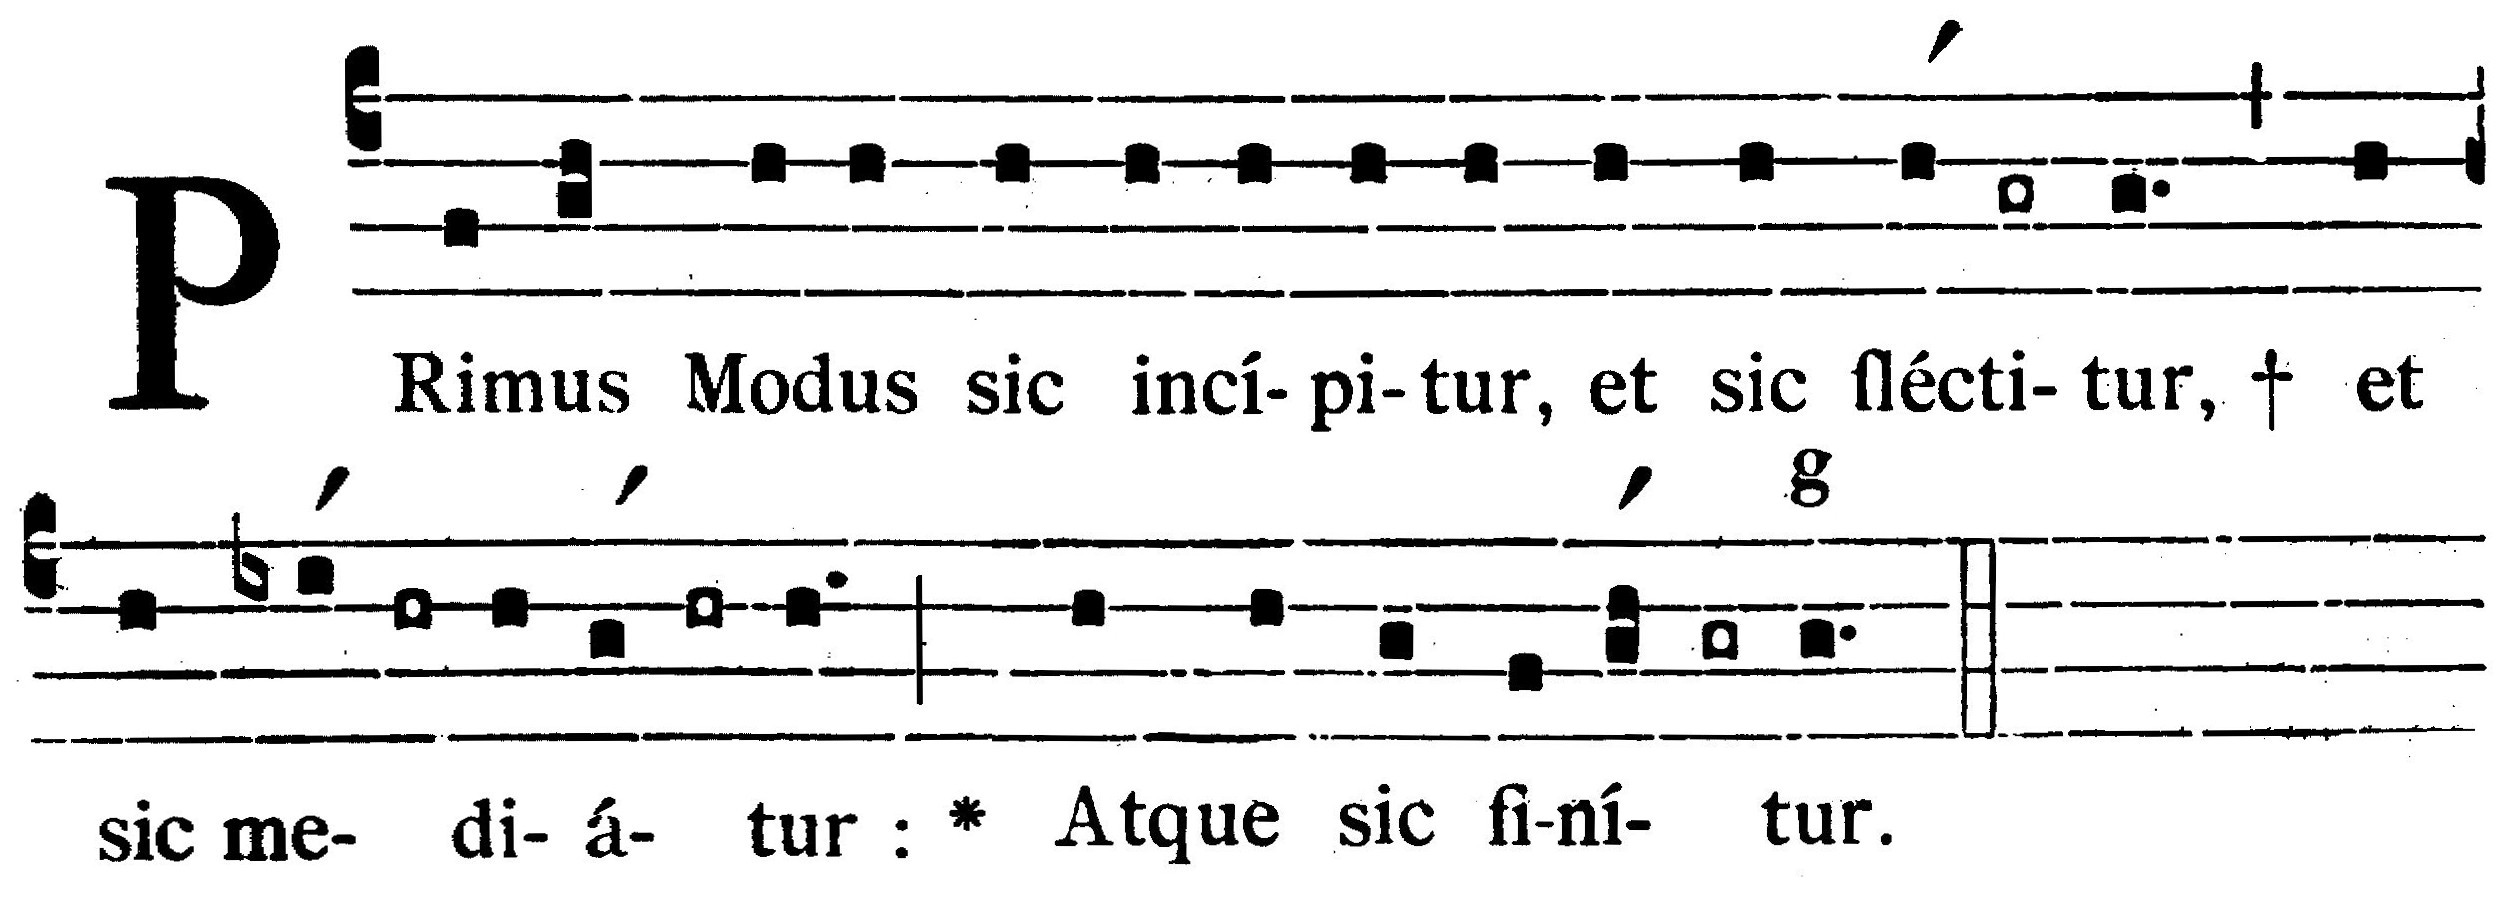 PRimus Modus sic incí- pi- tur, et sic flécti- tur, † et
g
sic me- di- á- tur : * Atque sic fi-ní- tur.